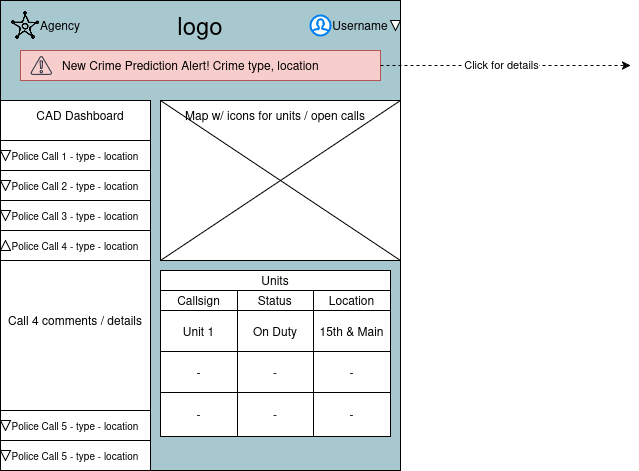 Agency
logo
Username
New Crime Prediction Alert! Crime type, location
Click for details
CAD Dashboard
Police Call 1 - type - location
Police Call 2 - type - location
Police Call 3 - type - location
Police Call 4 - type - location
Call 4 comments / details
Police Call 5 - type - location
Police Call 5 - type - location
Map w/ icons for units / open calls
Units
Callsign Status Location
Unit 1 On Duty 15th & Main
- - -
- - -